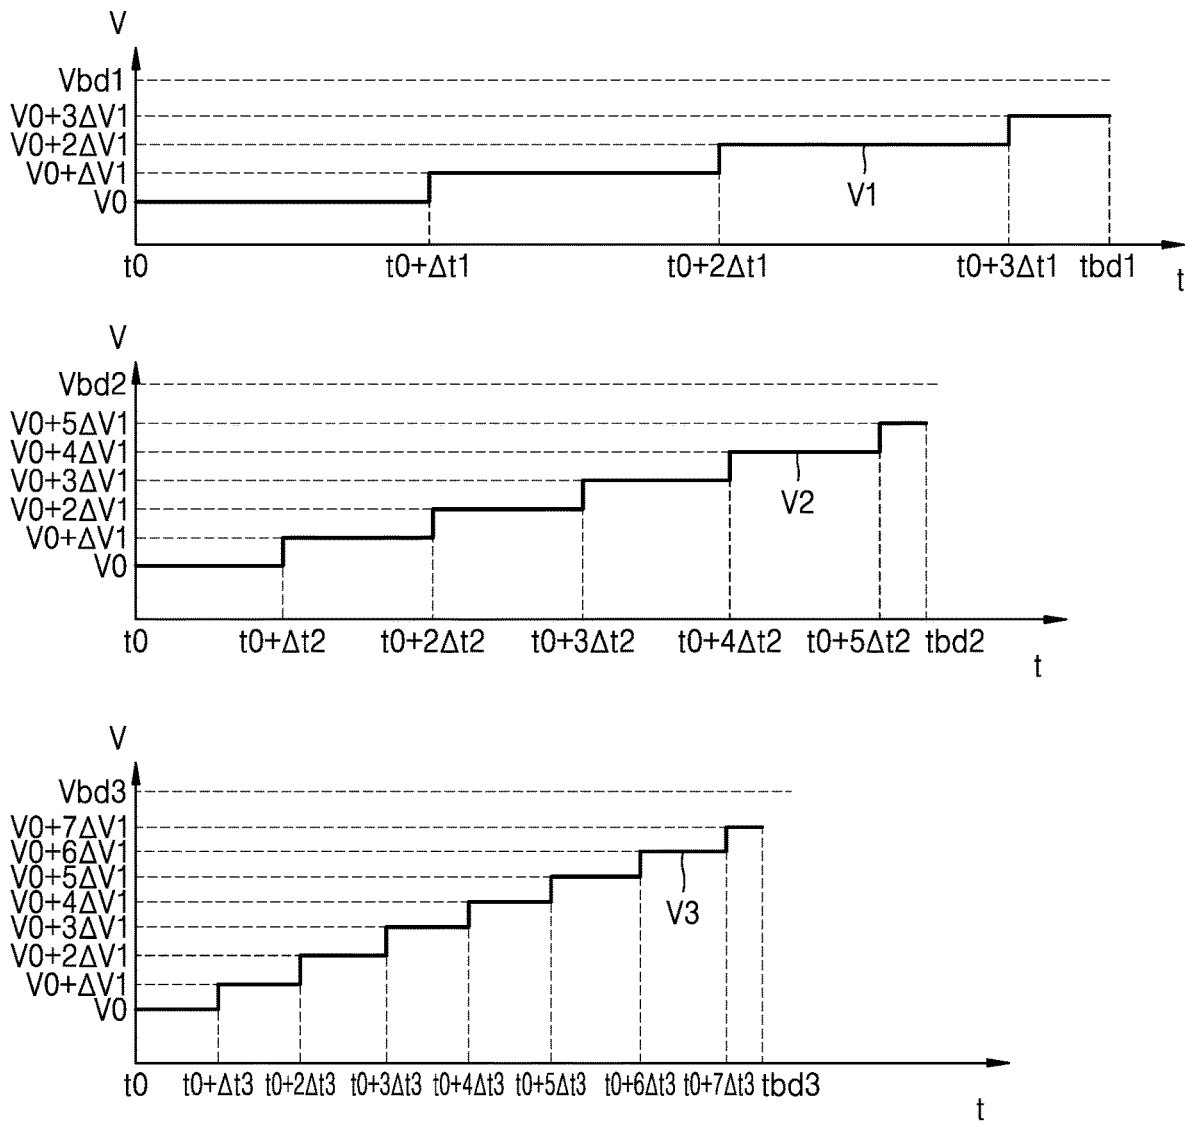 V
Vbd1
V0+3ΔV1
V0+2ΔV1
V0+ΔV1
V0
V1
t0 t0+Δt1 t0+2Δt1 t0+3Δt1 tbd1
t
V
Vbd2
V0+5ΔV1
V0+4ΔV1
V0+3ΔV1
V0+2ΔV1
V0+ΔV1
V0
V2
t0 t0+Δt2 t0+2Δt2 t0+3Δt2 t0+4Δt2 t0+5Δt2 tbd2
t
V
Vbd3
V0+7ΔV1
V0+6ΔV1
V0+5ΔV1
V0+4ΔV1
V0+3ΔV1
V0+2ΔV1
V0+ΔV1
V0
V3
t0 t0+Δt3 t0+2Δt3 t0+3Δt3 t0+4Δt3 t0+5Δt3 t0+6Δt3 t0+7Δt3 tbd3
t